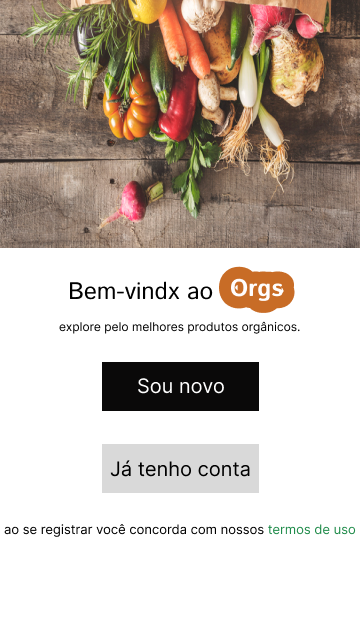 Bem-vindx ao Orgs
explore pelo melhores produtos orgânicos.
Sou novo
Já tenho conta
ao se registrar você concorda com nossos termos de uso